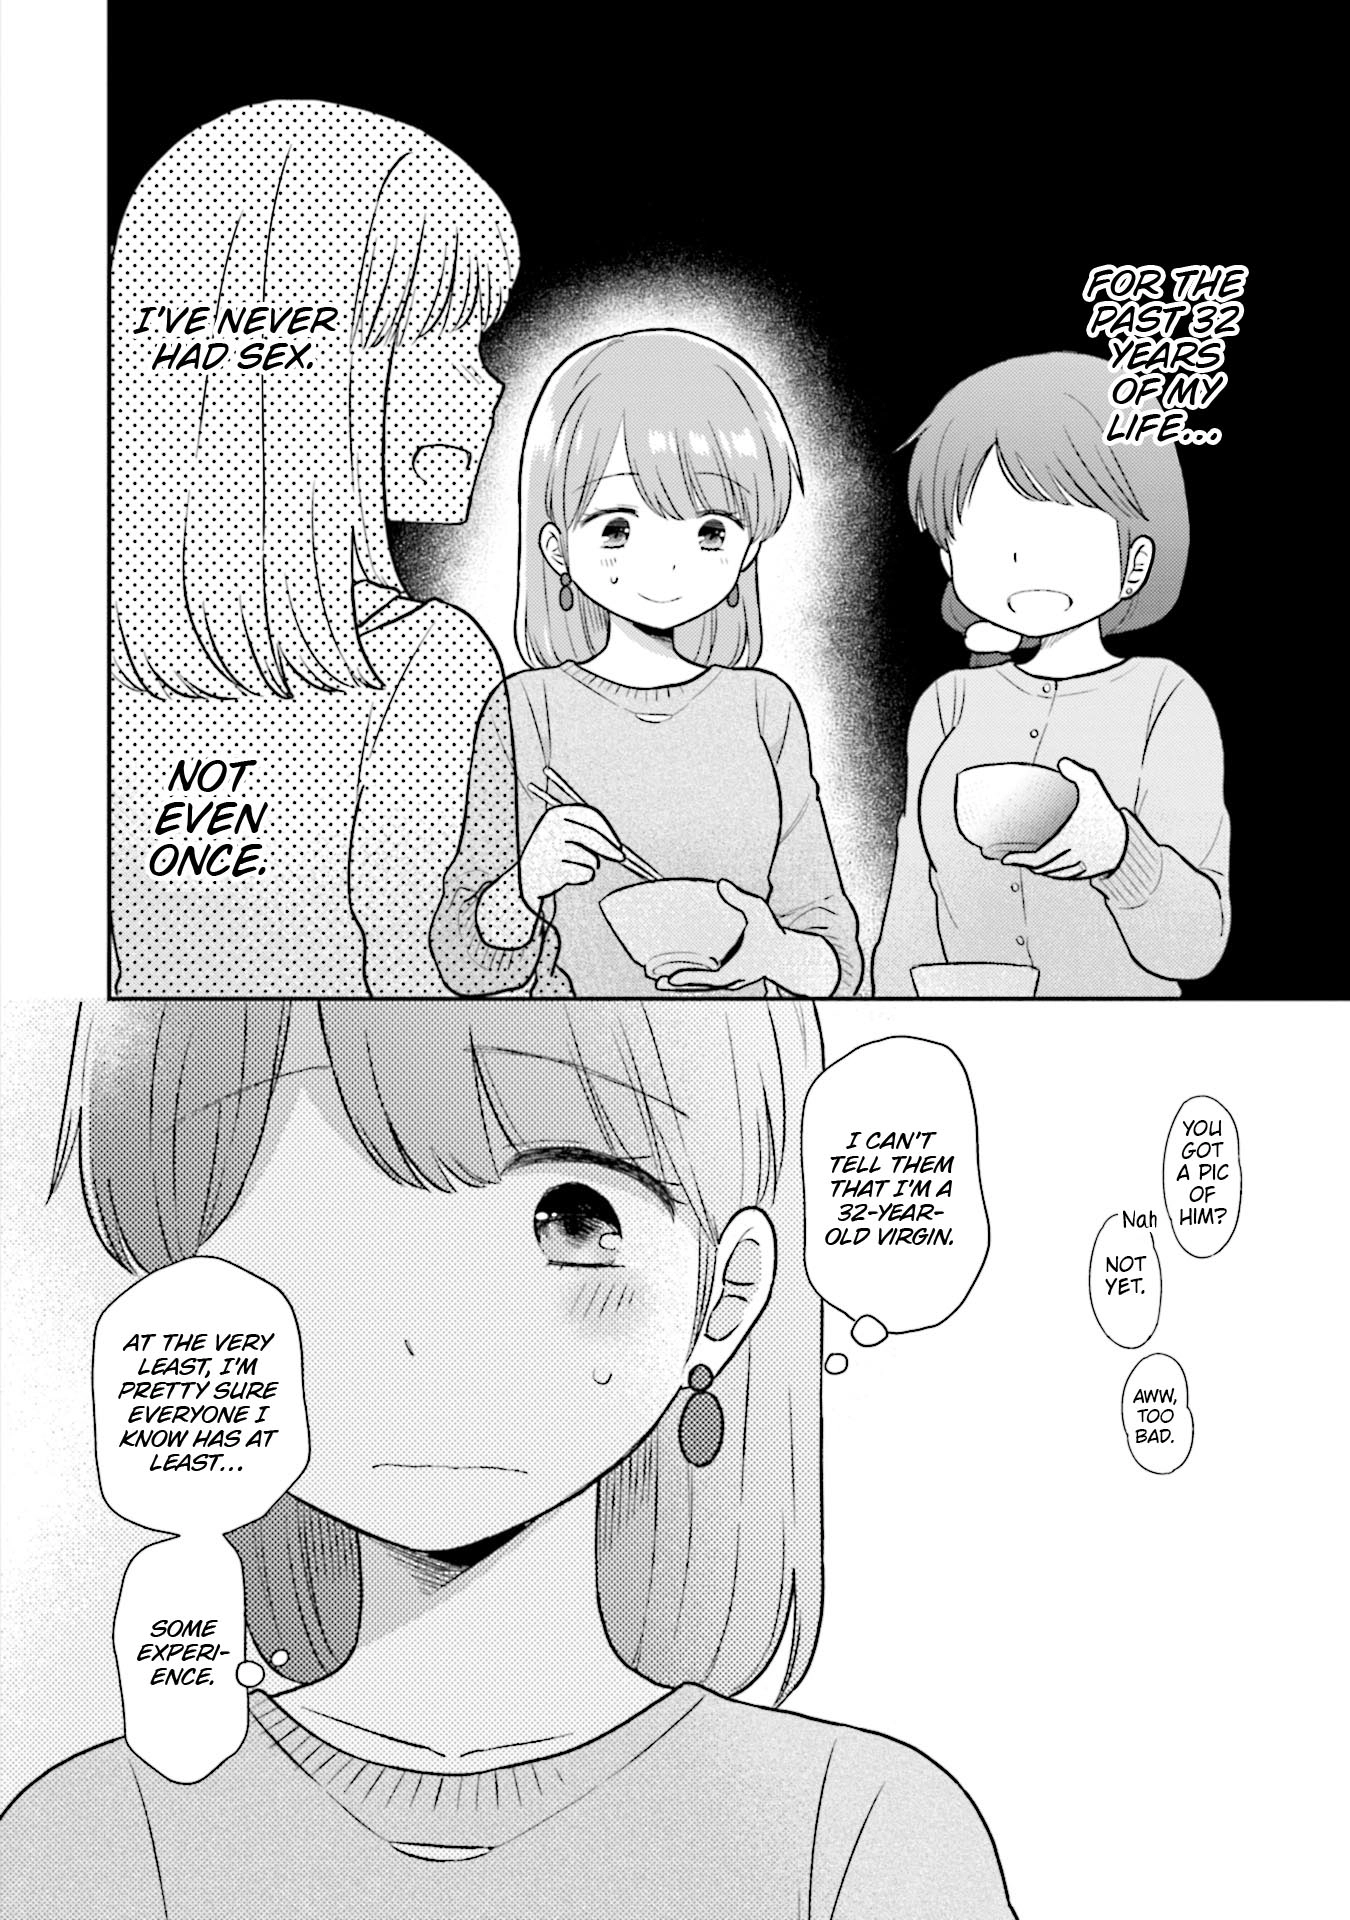 FOR THE
PAST 32
YEARS
OF MY
LIFE...
I'VE NEVER
HAD SEX.
NOT
EVEN
ONCE.
YOU
GOT
A PIC
OF
HIM?
Nah
NOT
YET.
AWW,
TOO
BAD.
I CAN'T
TELL THEM
THAT I'M A
32-YEAR-
OLD VIRGIN.
AT THE VERY
LEAST, I'M
PRETTY SURE
EVERYONE I
KNOW HAS AT
LEAST...
SOME
EXPERI-
ENCE.